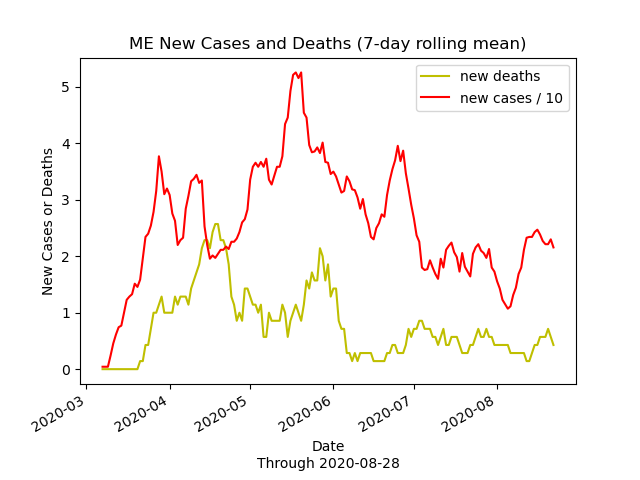 ME New Cases and Deaths (7-day rolling mean)
new deaths
new cases / 10
New Cases or Deaths
5
4
3
2
1
0
2020-03
2020-04
2020-05
2020-06
2020-07
2020-08
Date
Through 2020-08-28